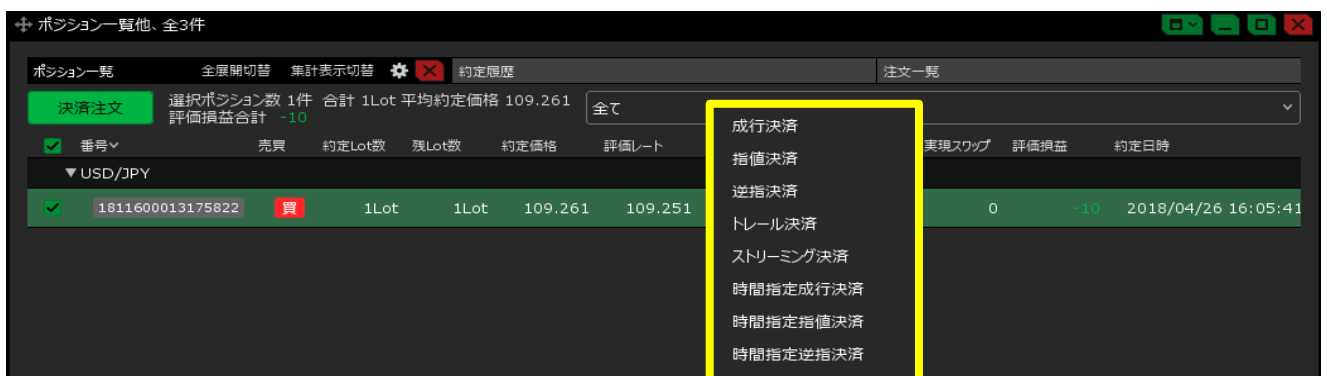 ポジション一覧他、全3件
ポジション一覧 全展開切替 集計表示切替 約定履歴 注文一覧
決済注文 選択ポジション数 1件 合計 1Lot 平均約定価格 109.261 全て
評価損益合計 -10
番号 売買 約定Lot数 残Lot数 約定価格 評価レート 実現スワップ 評価損益 約定日時
▼USD/JPY
1811600013175822 買 1Lot 1Lot 109.261 109.251 0 -10 2018/04/26 16:05:41
成行決済
指値決済
逆指決済
トレール決済
ストリーミング決済
時間指定成行決済
時間指定指値決済
時間指定逆指決済